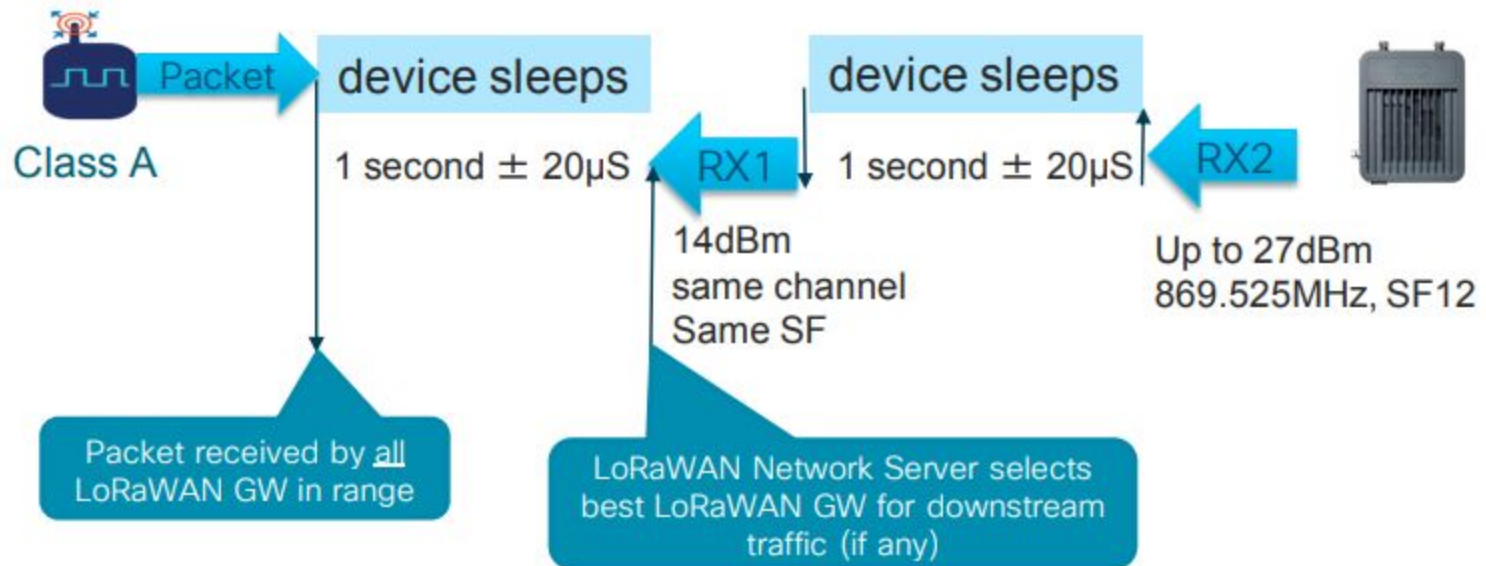 Packet
device sleeps
device sleeps
Class A
1 second ± 20µS
RX1
1 second ± 20µS
RX2
14dBm
same channel
Same SF
Up to 27dBm
869.525MHz, SF12
Packet received by all
LoRaWAN GW in range
LoRaWAN Network Server selects
best LoRaWAN GW for downstream
traffic (if any)